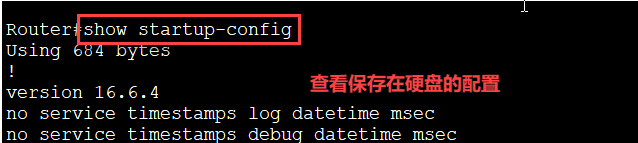 Router#show startup-config
Using 684 bytes
!
version 16.6.4
查看保存在硬盘的配置
no service timestamps log datetime msec
no service timestamps debug datetime msec